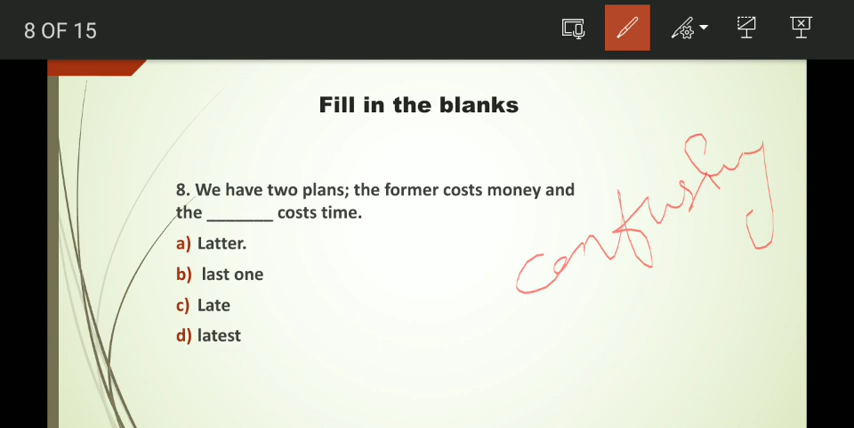 8 OF 15
Fill in the blanks
8. We have two plans; the former costs money and
the _______ costs time.
a) Latter.
b) last one
c) Late
d) latest